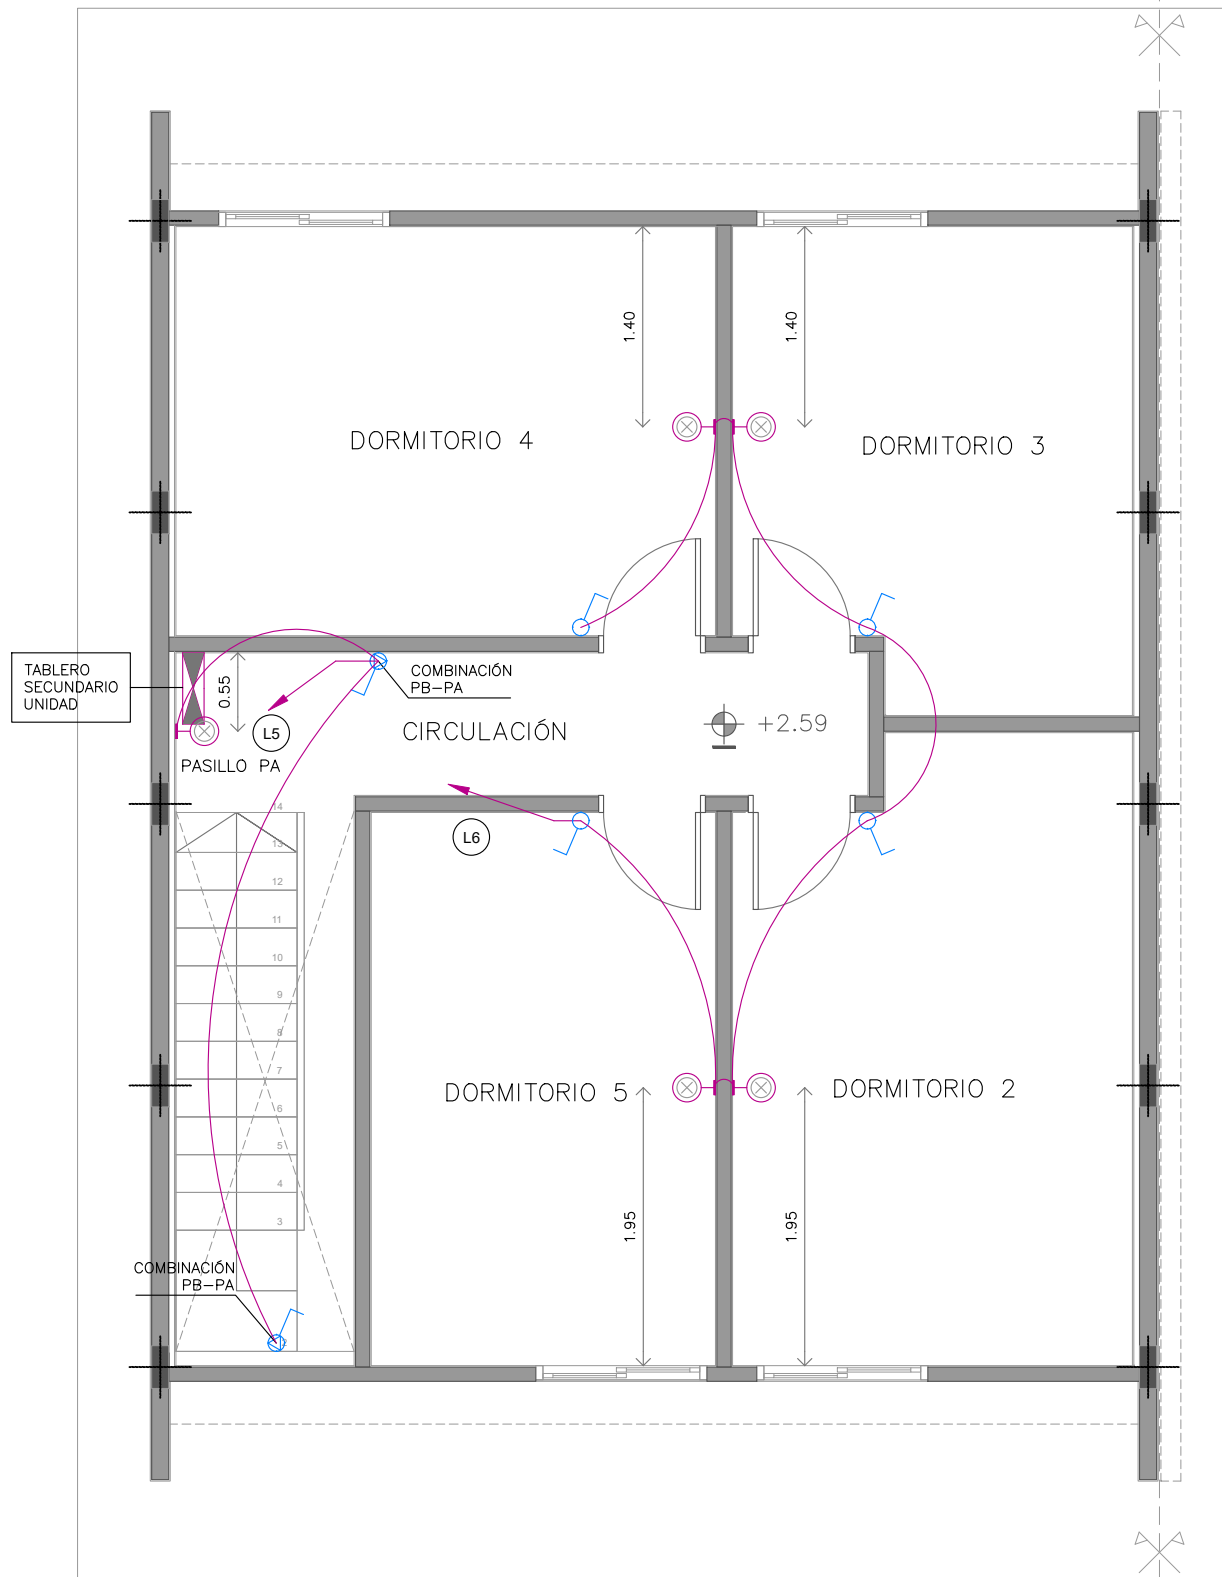 1.40
1.40
DORMITORIO 4
DORMITORIO 3
TABLERO
SECUNDARIO
UNIDAD
0.55
COMBINACIÓN
PB-PA
L5
CIRCULACIÓN
+2.59
PASILLO PA
L6
14
13
12
11
10
9
8
7
6
5
4
3
2
DORMITORIO 5
DORMITORIO 2
1.95
1.95
COMBINACIÓN
PB-PA